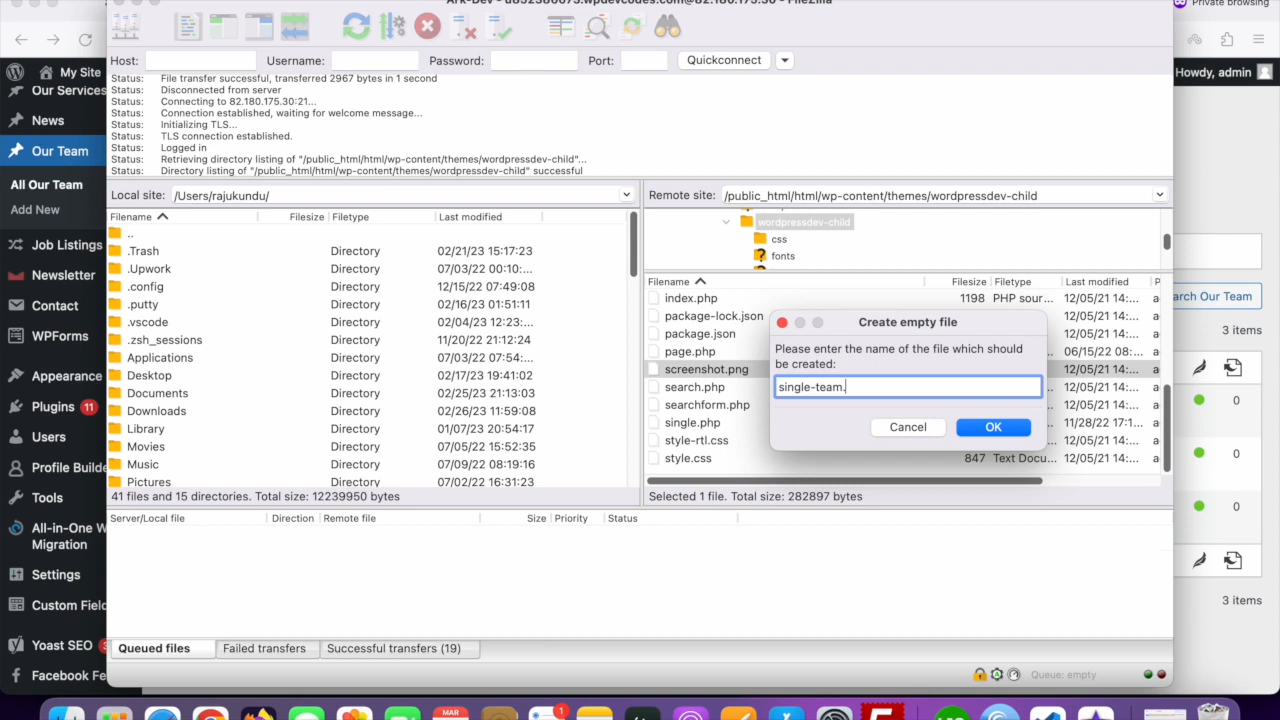 Ark-Dev - u852380673.wpdevcodes.com@82.180.175.30 - FileZilla
Private browsing
Host:
Username:
Password:
Port:
Quickconnect
Status: File transfer successful, transferred 2967 bytes in 1 second
Status: Disconnected from server
Status: Connecting to 82.180.175.30:21...
Status: Connection established, waiting for welcome message...
Status: Initializing TLS...
Status: TLS connection established.
Status: Logged in
Status: Retrieving directory listing of "/public_html/html/wp-content/themes/wordpressdev-child"...
Status: Directory listing of "/public_html/html/wp-content/themes/wordpressdev-child" successful
My Site
Howdy, admin
Our Services
News
Our Team
All Our Team
Add New
Job Listings
Newsletter
Contact
WPForms
Appearance
Plugins 11
Users
Profile Builde
Tools
All-in-One W
Migration
Settings
Custom Field
Yoast SEO 3
Facebook Fe
Local site: /Users/rajukundu/
Filename Filesize Filetype Last modified
..
.Trash Directory 02/21/23 15:17:23
.Upwork Directory 07/03/22 00:10:...
.config Directory 12/15/22 07:49:08
.putty Directory 02/16/23 01:51:11
.vscode Directory 02/04/23 12:23:...
.zsh_sessions Directory 11/20/22 21:12:24
Applications Directory 07/03/22 07:54:...
Desktop Directory 02/17/23 19:41:02
Documents Directory 02/25/23 21:13:03
Downloads Directory 02/26/23 11:59:08
Library Directory 01/07/23 20:54:17
Movies Directory 07/05/22 15:52:35
Music Directory 07/09/22 08:19:16
Pictures Directory 07/02/22 16:31:23
41 files and 15 directories. Total size: 12239950 bytes
Remote site: /public_html/html/wp-content/themes/wordpressdev-child
wordpressdev-child
css
fonts
Filename Filesize Filetype Last modified P
index.php 1198 PHP sour... 12/05/21 14:... a
package-lock.json 12/05/21 14:... a
package.json 12/05/21 14:... a
page.php 06/15/22 08:... a
screenshot.png 12/05/21 14:... a
search.php 12/05/21 14:... a
searchform.php 12/05/21 14:... a
single.php 11/28/22 17:1... a
style-rtl.css 12/05/21 14:... a
style.css 847 Text Docu... 12/05/21 14:... a
Selected 1 file. Total size: 282897 bytes
Create empty file
Please enter the name of the file which should
be created:
single-team.
Cancel
OK
Server/Local file Direction Remote file Size Priority Status
Queued files
Failed transfers
Successful transfers (19)
Queue: empty
arch Our Team
3 items
0
0
0
3 items
MAR
1